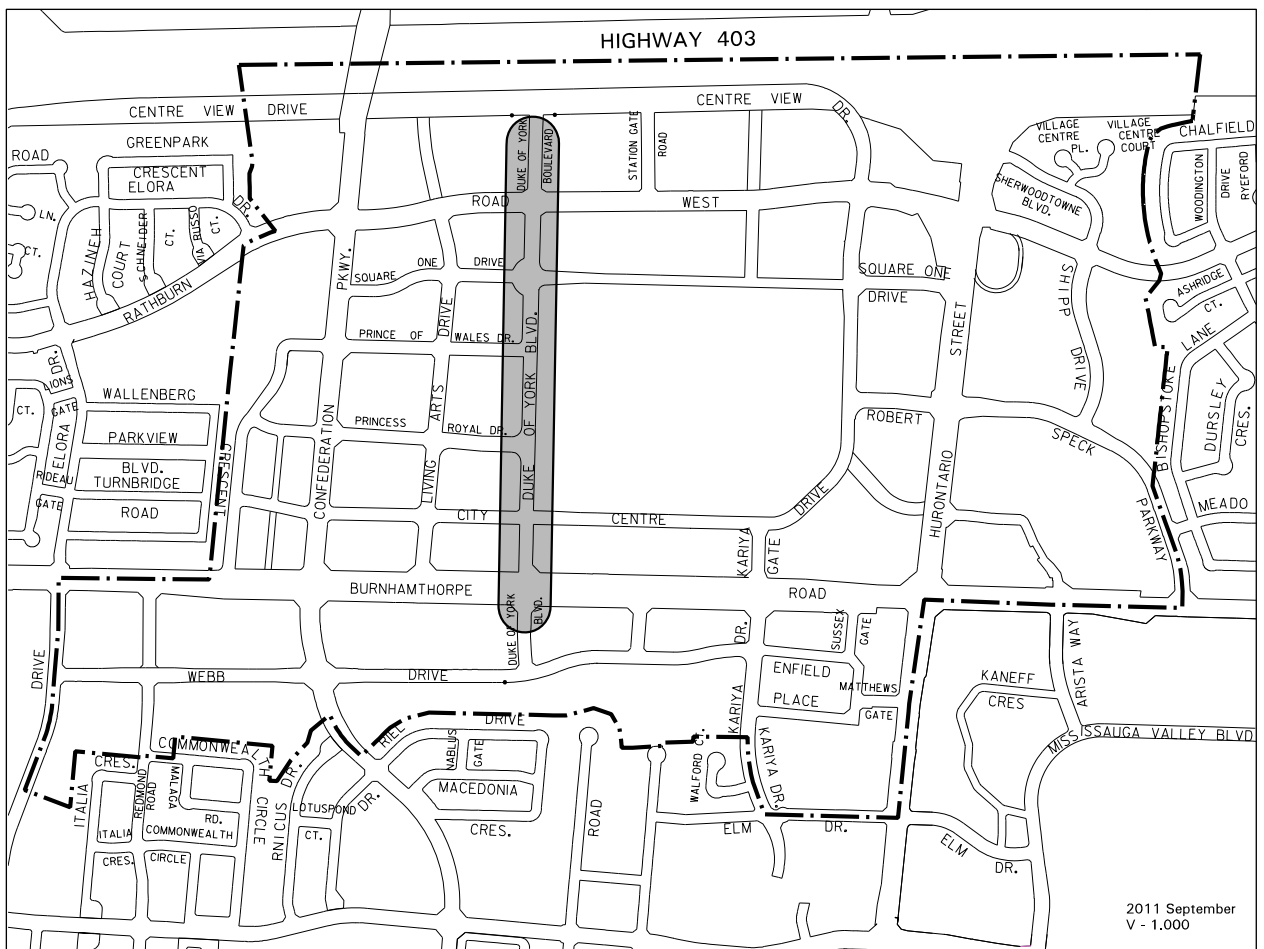 HIGHWAY 403
CENTRE VIEW DRIVE
CENTRE VIEW DR.
GREENPARK
ROAD
CRESCENT
ELORA
DR.
LN.
CT.
HAZINEH
COURT
SCHNEIDER
CT.
VIA RUSSO
CT.
RATHBURN
ROAD
WEST
DUKE OF YORK
BOULEVARD
STATION GATE
ROAD
VILLAGE
CENTRE
PL.
VILLAGE
CENTRE
COURT
CHALFIELD
WOODINGTON
DRIVE
RYEFORD
SHERWOODTOWNE
BLVD.
PKWY.
SQUARE ONE DRIVE
SQUARE ONE
DRIVE
SHIPP
DRIVE
ASHRIDGE
CT.
LANE
BISHOPSTOKE
DURSLEY
CRES.
MEADO
PRINCE OF WALES DR.
DRIVE
ARTS
LIVING
PRINCESS ROYAL DR.
DUKE OF YORK BLVD.
STREET
HURONTARIO
ROBERT
SPECK
PARKWAY
DR.
LIONS
GATE
CT.
ELORA
RIDEAU
GATE
WALLENBERG
PARKVIEW
BLVD.
TURNBRIDGE
ROAD
CRESCENT
CONFEDERATION
CITY CENTRE
DRIVE
KARIYA
GATE
BURNHAMTHORPE
ROAD
DUKE OF YORK
BLVD.
DR.
KARIYA
SUSSEX
GATE
ENFIELD
PLACE
MATTHEWS
GATE
ARISTA WAY
KANEFF
CRES
MISSISSAUGA VALLEY BLVD
DRIVE
WEBB
DRIVE
COMMONWEALTH
CIRCLE
DR.
RIEL
DRIVE
NABLUS
GATE
MACEDONIA
CRES.
ROAD
WALFORD CT.
KARIYA DR.
ELM
DR.
ELM
DR.
CRES.
ITALIA
REDMOND
ROAD
MALAGA
RD.
ITALIA
CRES.
COMMONWEALTH
CIRCLE
LOTUSPOND
CT.
DR.
2011 September
V - 1.000